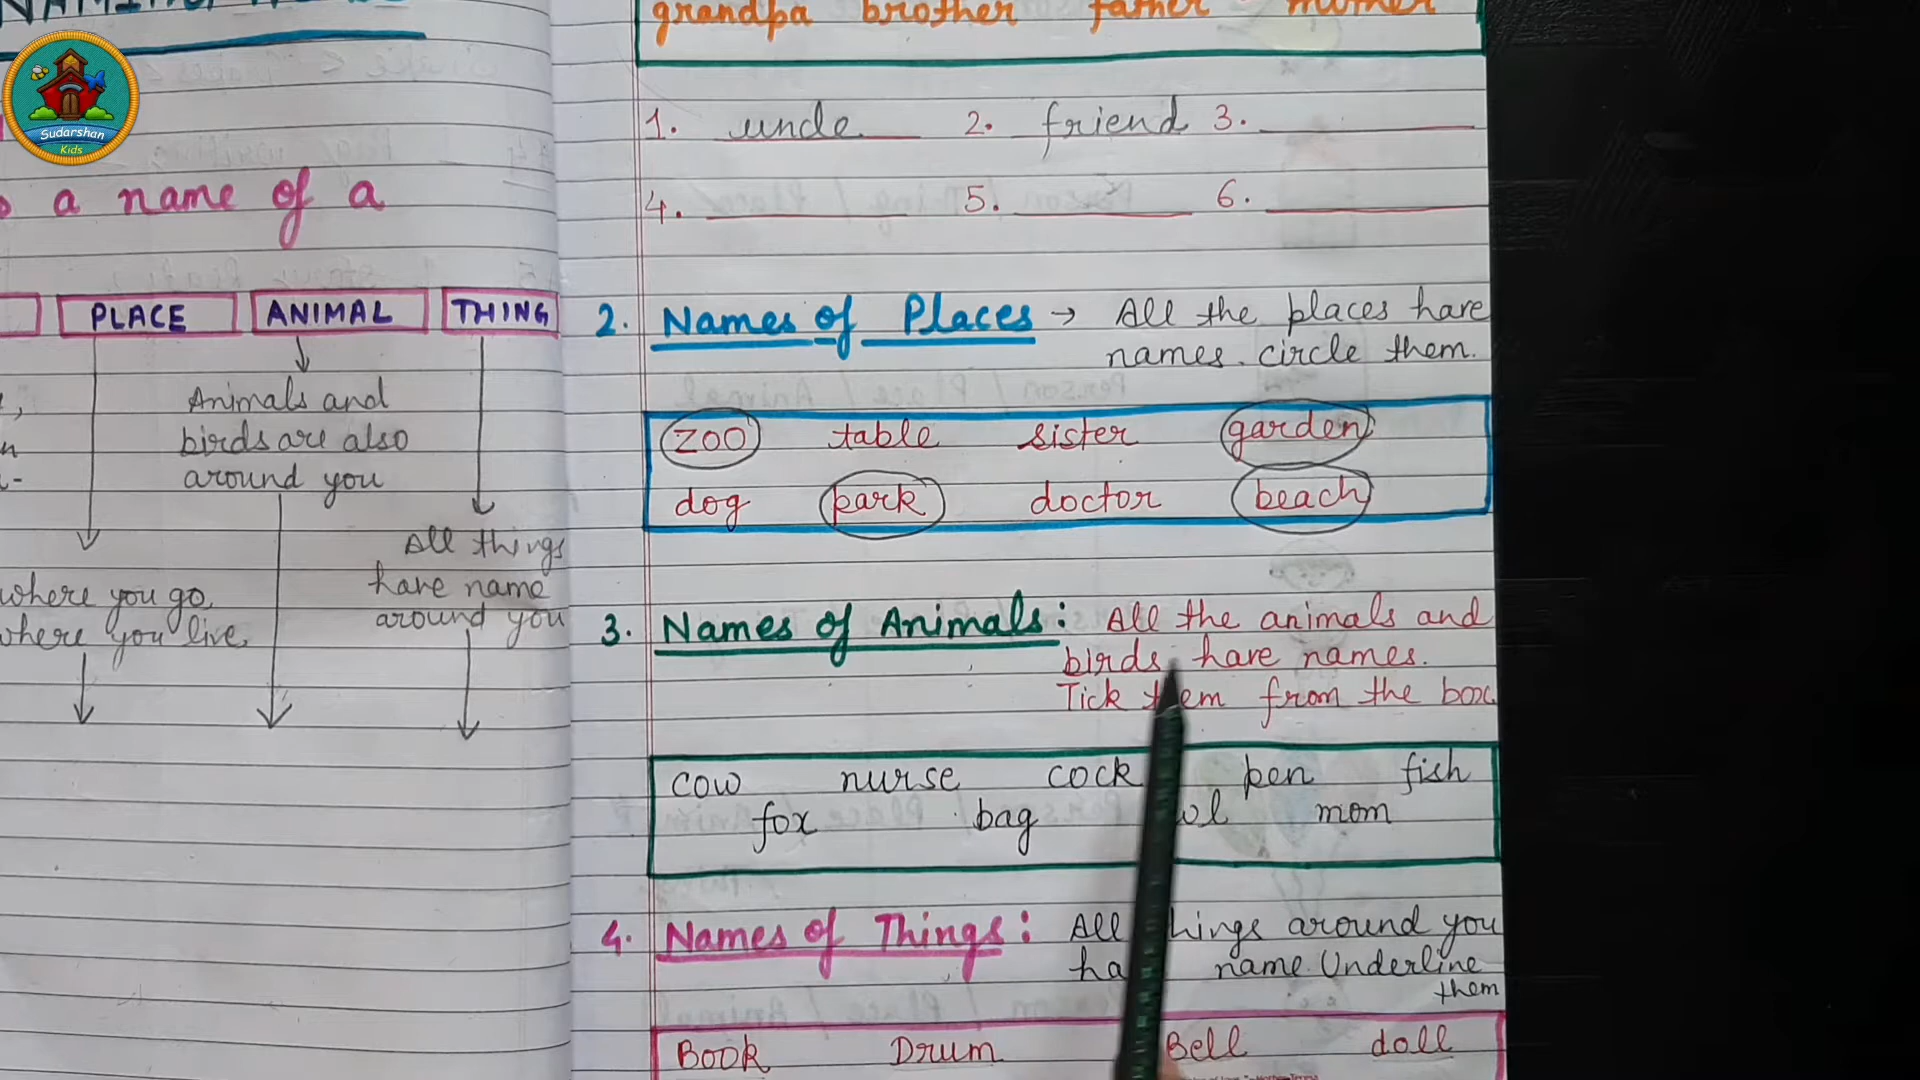 Sudarshan
Kids
a name of a
PLACE ANIMAL THING
Animals and
birds are also
around you
All things
have name
around you
where you go,
where you live,
grandpa brother father mother
1. uncle 2. friend 3.
4. 5. 6.
2. Names of Places → All the places have
names. circle them.
zoo table sister garden
dog park doctor beach
3. Names of Animals: All the animals and
birds have names.
Tick them from the box.
cow nurse cock pen fish
fox bag mom
4. Names of Things: All things around you
name. Underline
them
Book Drum Bell doll